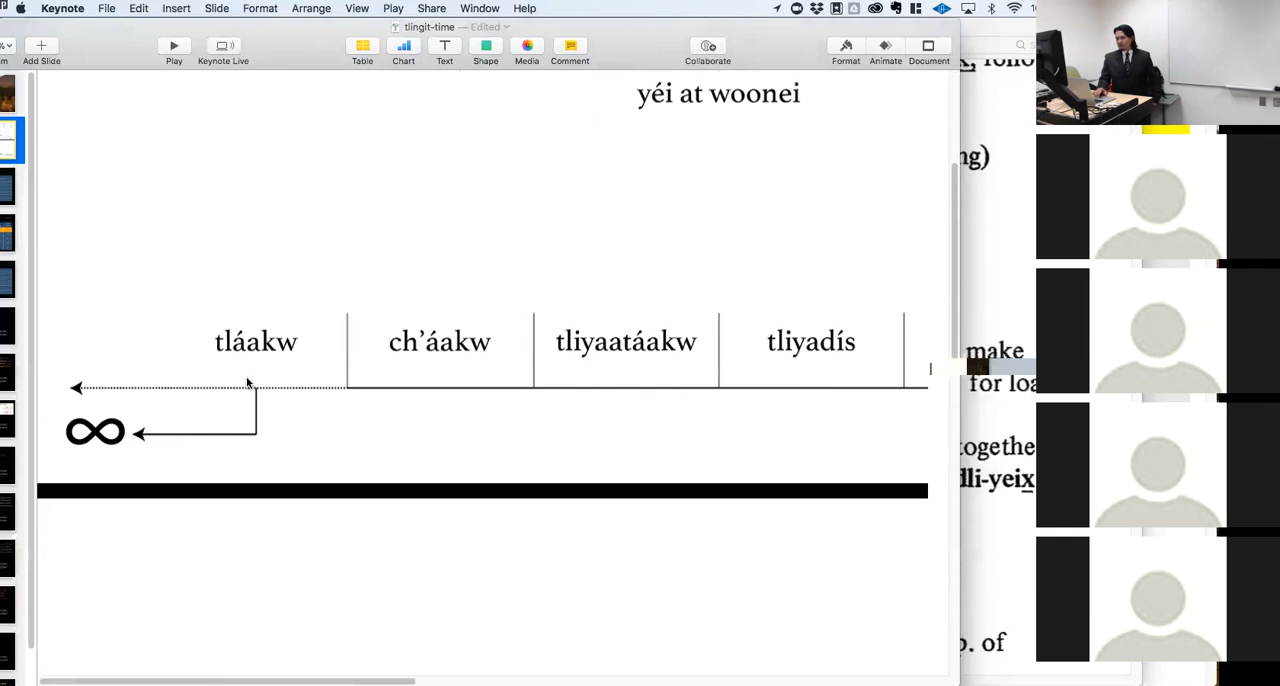 Keynote File Edit Insert Slide Format Arrange View Play Share Window Help
tlingit-time — Edited
Add Slide Play Keynote Live Table Chart Text Shape Media Comment Collaborate Format Animate Document
yéi at woonei
ng)
tláakw ch’áakw tliyaatáakw tliyadís
make
for loa
∞
togethe
dli-yeix̲
p. of